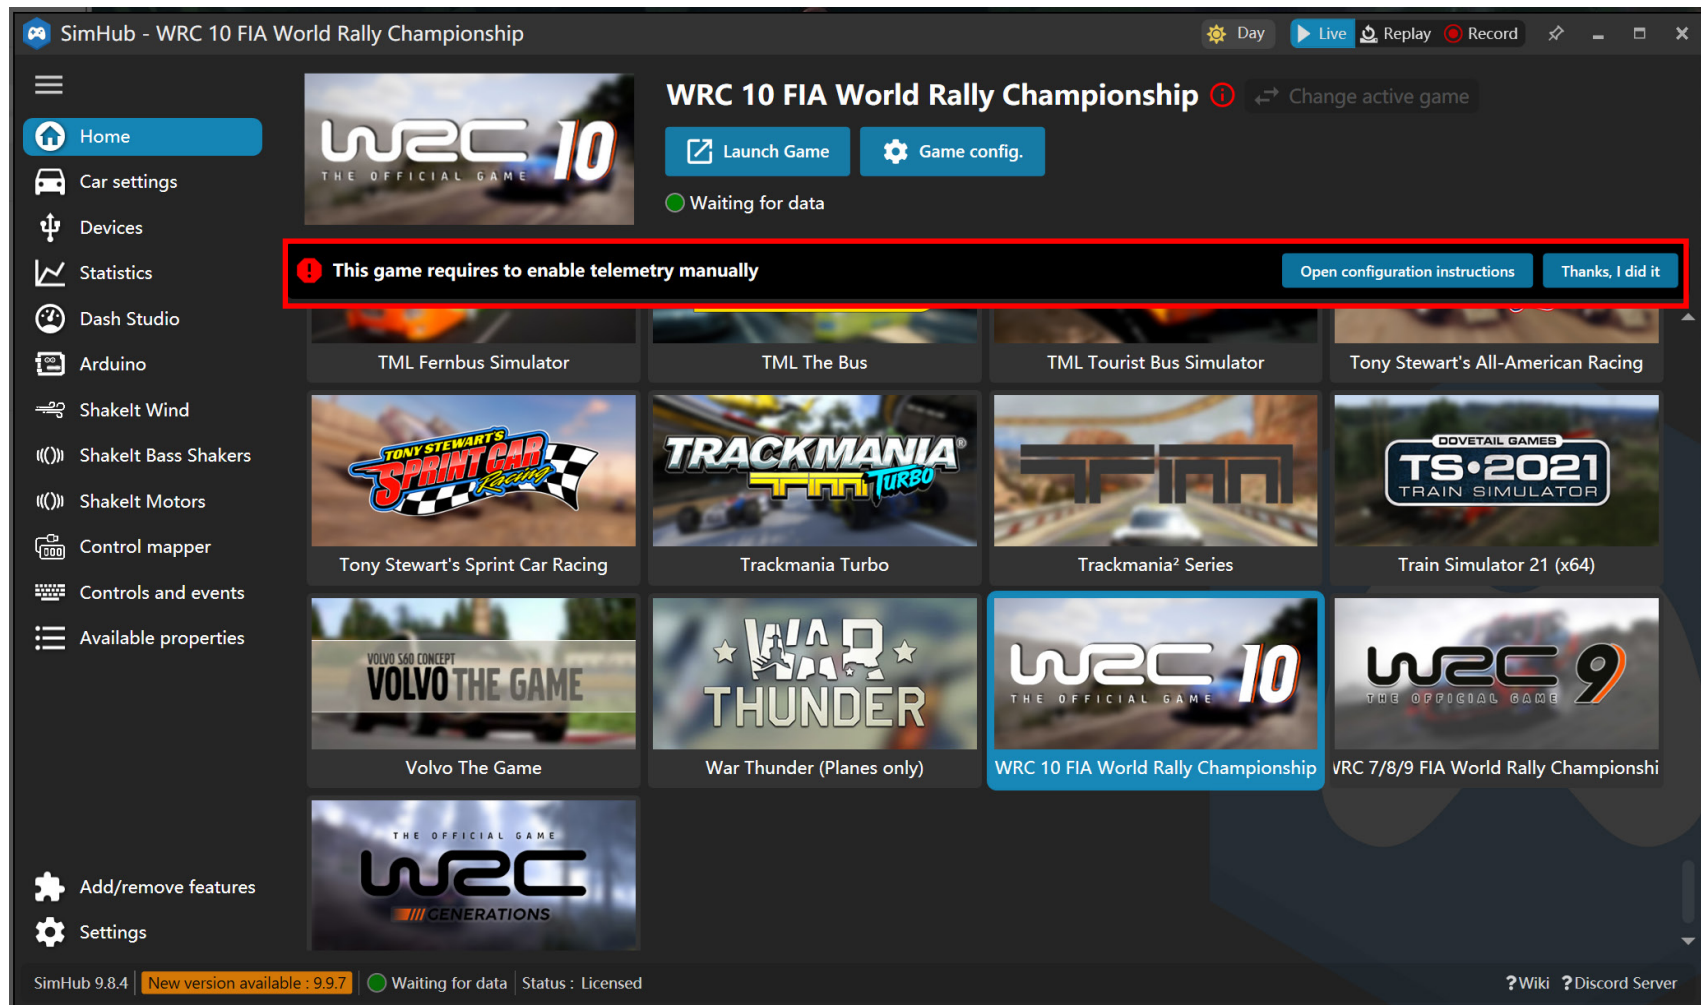 SimHub - WRC 10 FIA World Rally Championship
Day
Live
Replay
Record
WRC 10
THE OFFICIAL GAME
WRC 10 FIA World Rally Championship
Change active game
Launch Game
Game config.
Waiting for data
Home
Car settings
Devices
Statistics
Dash Studio
Arduino
ShakeIt Wind
ShakeIt Bass Shakers
ShakeIt Motors
Control mapper
Controls and events
Available properties
Add/remove features
Settings
This game requires to enable telemetry manually
Open configuration instructions
Thanks, I did it
TML Fernbus Simulator
TML The Bus
TML Tourist Bus Simulator
Tony Stewart's All-American Racing
TONY STEWART'S
SPRINT CAR
Racing
TRACKMANIA®
TURBO
TM
DOVETAIL GAMES
TS•2021
TRAIN SIMULATOR
Tony Stewart's Sprint Car Racing
Trackmania Turbo
Trackmania² Series
Train Simulator 21 (x64)
VOLVO S60 CONCEPT
VOLVO THE GAME
WAR
THUNDER
WRC 10
THE OFFICIAL GAME
WRC 9
THE OFFICIAL GAME
Volvo The Game
War Thunder (Planes only)
WRC 10 FIA World Rally Championship
WRC 7/8/9 FIA World Rally Championshi
THE OFFICIAL GAME
WRC
GENERATIONS
SimHub 9.8.4
New version available : 9.9.7
Waiting for data
Status : Licensed
?Wiki
?Discord Server